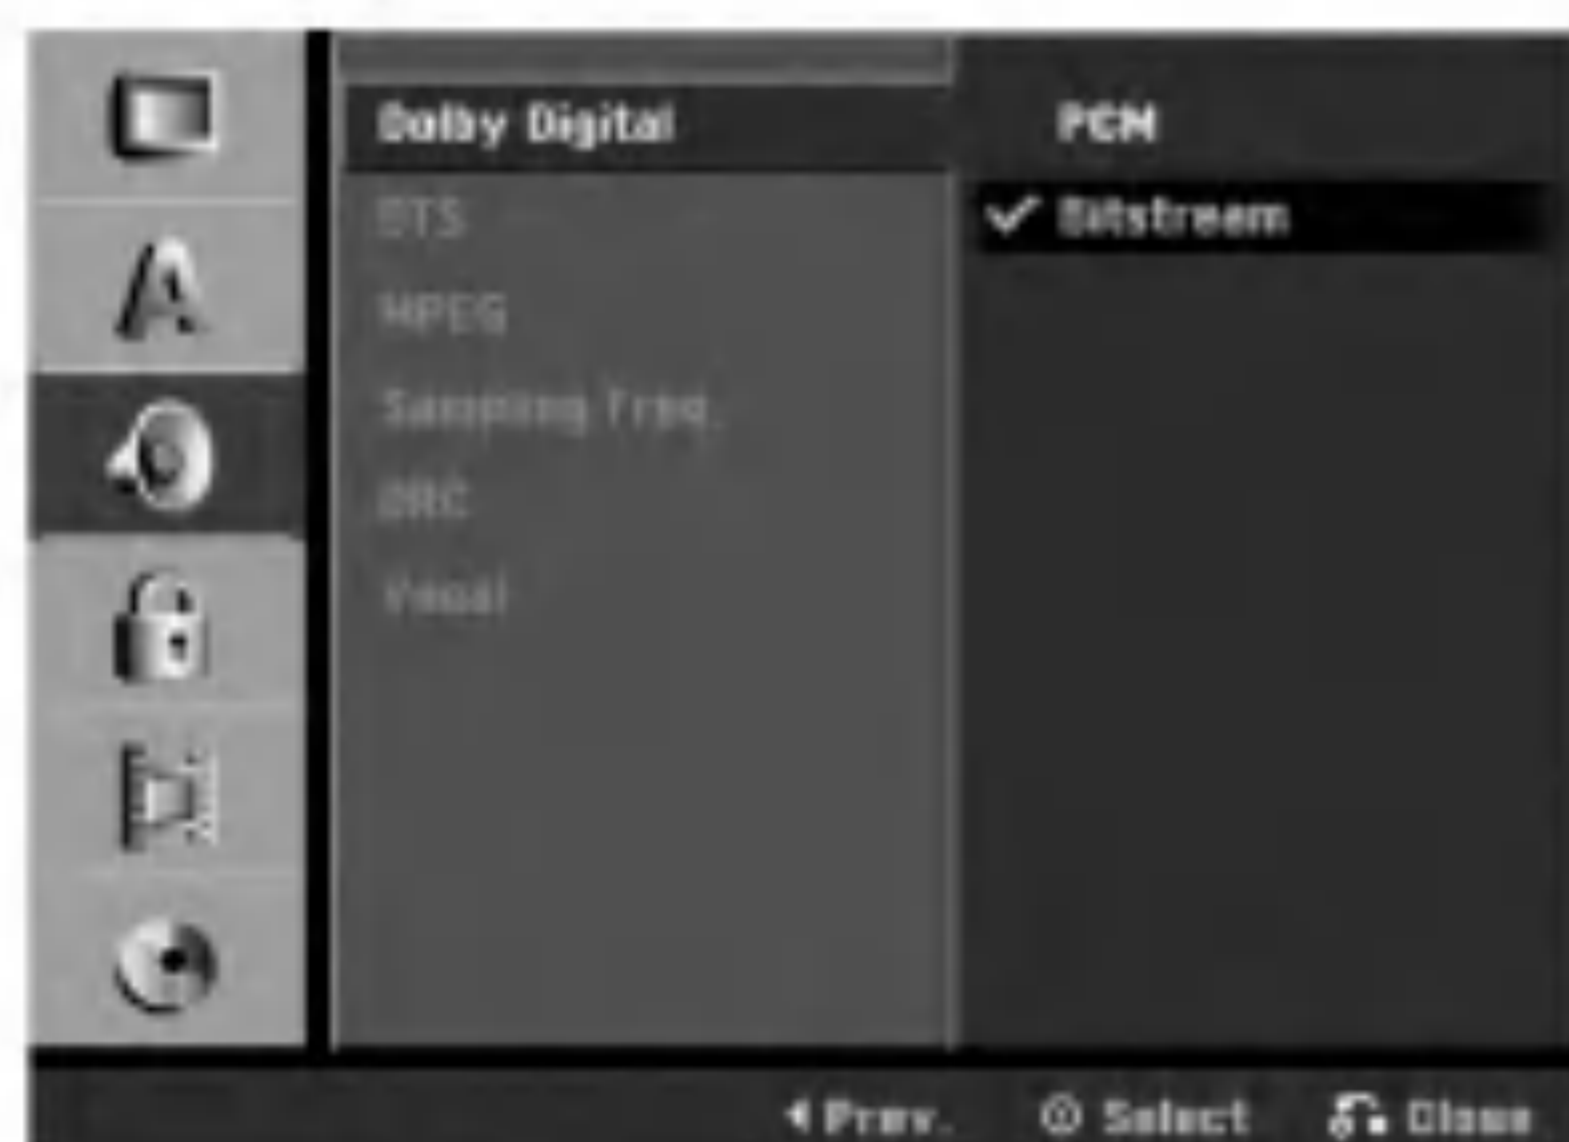 Dolby Digital
DTS
MPEG
Sampling Freq.
DRC
Vocal
PCM
Bitstream
Prev.
Select
Close